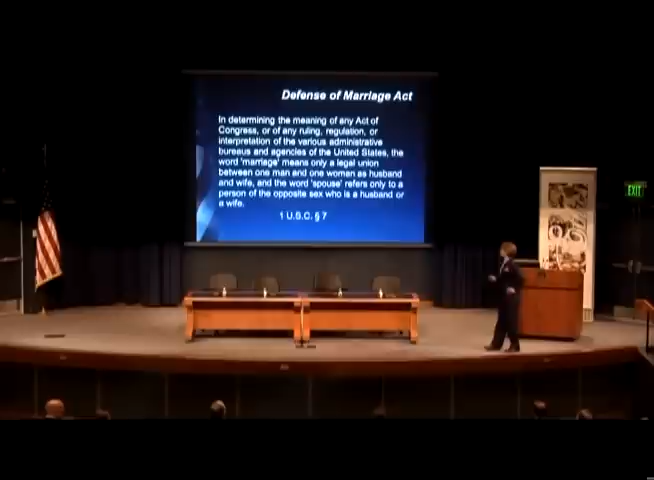 Defense of Marriage Act
In determining the meaning of any Act of
Congress, or of any ruling, regulation, or
interpretation of the various administrative
bureaus and agencies of the United States, the
word 'marriage' means only a legal union
between one man and one woman as husband
and wife, and the word 'spouse' refers only to a
person of the opposite sex who is a husband or
a wife.
1 U.S.C. § 7
EXIT